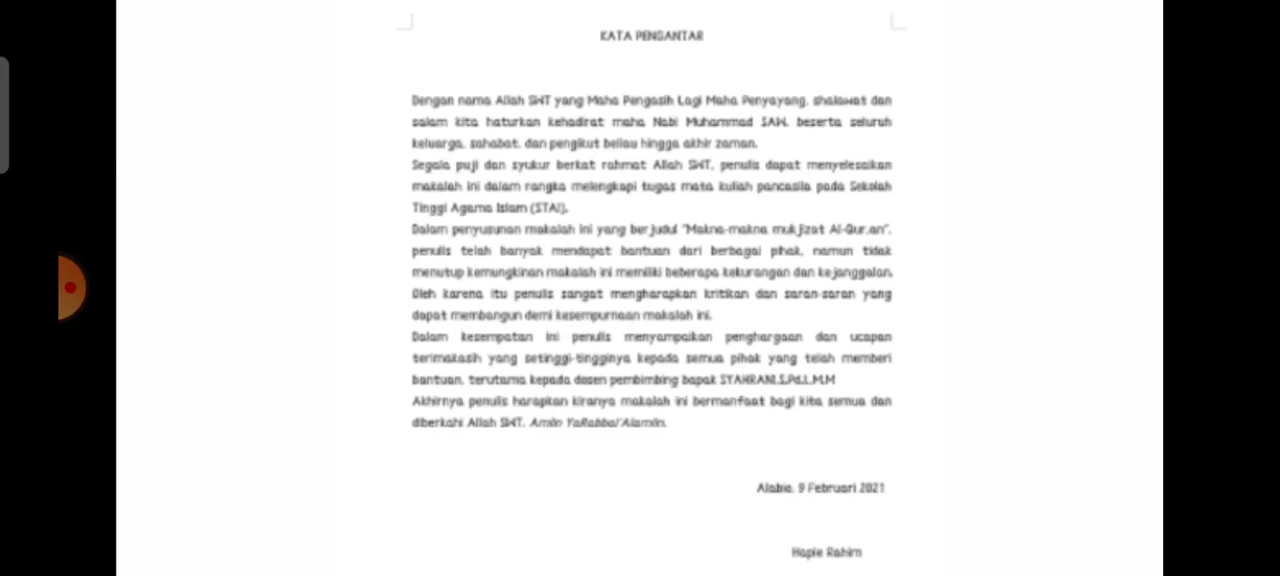 KATA PENGANTAR
Dengan nama Allah SWT yang Maha Pengasih Lagi Maha Penyayang, shalawat dan
salam kita haturkan kehadirat maha Nabi Muhammad SAW, beserta seluruh
keluarga, sahabat, dan pengikut beliau hingga akhir zaman.
Segala puji dan syukur berkat rahmat Allah SWT, penulis dapat menyelesaikan
makalah ini dalam rangka melengkapi tugas mata kuliah pancasila pada Sekolah
Tinggi Agama Islam (STAI).
Dalam penyusunan makalah ini yang berjudul "Makna-makna mukjizat Al-Qur,an",
penulis telah banyak mendapat bantuan dari berbagai pihak, namun tidak
menutup kemungkinan makalah ini memiliki beberapa kekurangan dan kejanggalan.
Oleh karena itu penulis sangat mengharapkan kritikan dan saran-saran yang
dapat membangun demi kesempurnaan makalah ini.
Dalam kesempatan ini penulis menyampaikan penghargaan dan ucapan
terimakasih yang setinggi-tingginya kepada semua pihak yang telah memberi
bantuan, terutama kepada dosen pembimbing bapak SYAHRANI,S,Pd.I.,M.M
Akhirnya penulis harapkan kiranya makalah ini bermanfaat bagi kita semua dan
diberkahi Allah SWT. Amiin YaRabbal'Alamiin.
Alabio, 9 Februari 2021
Hapie Rahim